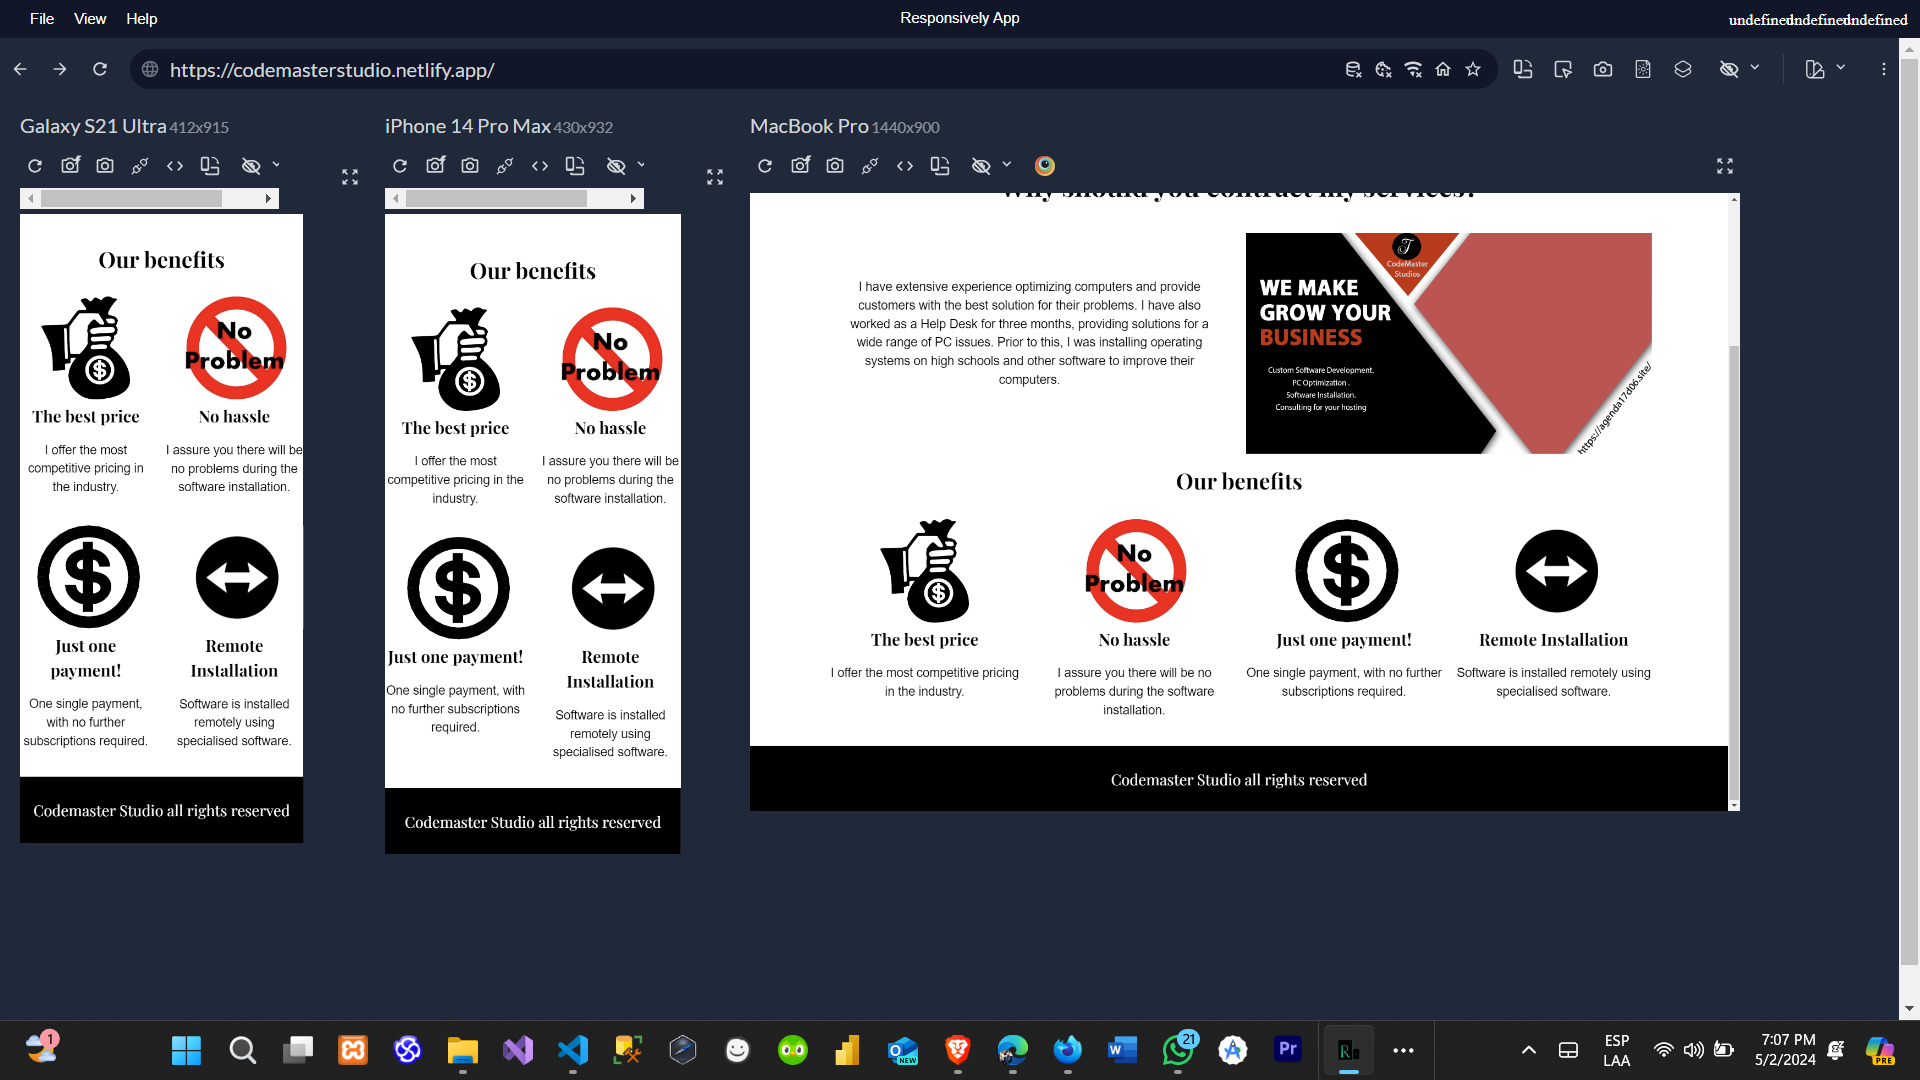 File View Help
Responsively App
undefinedundefinedundefined
https://codemasterstudio.netlify.app/
Galaxy S21 Ultra 412x915
Our benefits
No
Problem
The best price
I offer the most
competitive pricing in
the industry.
No hassle
I assure you there will be
no problems during the
software installation.
Just one
payment!
One single payment,
with no further
subscriptions required.
Remote
Installation
Software is installed
remotely using
specialised software.
Codemaster Studio all rights reserved
iPhone 14 Pro Max 430x932
Our benefits
No
Problem
The best price
I offer the most
competitive pricing in the
industry.
No hassle
I assure you there will be
no problems during the
software installation.
Just one payment!
One single payment, with
no further subscriptions
required.
Remote
Installation
Software is installed
remotely using
specialised software.
Codemaster Studio all rights reserved
MacBook Pro 1440x900
Why should you contract my services?
I have extensive experience optimizing computers and provide
customers with the best solution for their problems. I have also
worked as a Help Desk for three months, providing solutions for a
wide range of PC issues. Prior to this, I was installing operating
systems on high schools and other software to improve their
computers.
CodeMaster
Studios
WE MAKE
GROW YOUR
BUSINESS
Custom Software Development.
PC Optimization .
Software Installation.
Consulting for your hosting
https://agenda17d06.site/
Our benefits
No
Problem
The best price
I offer the most competitive pricing
in the industry.
No hassle
I assure you there will be no
problems during the software
installation.
Just one payment!
One single payment, with no further
subscriptions required.
Remote Installation
Software is installed remotely using
specialised software.
Codemaster Studio all rights reserved
1
NEW
21
Pr
ESP
LAA
7:07 PM
5/2/2024
PRE